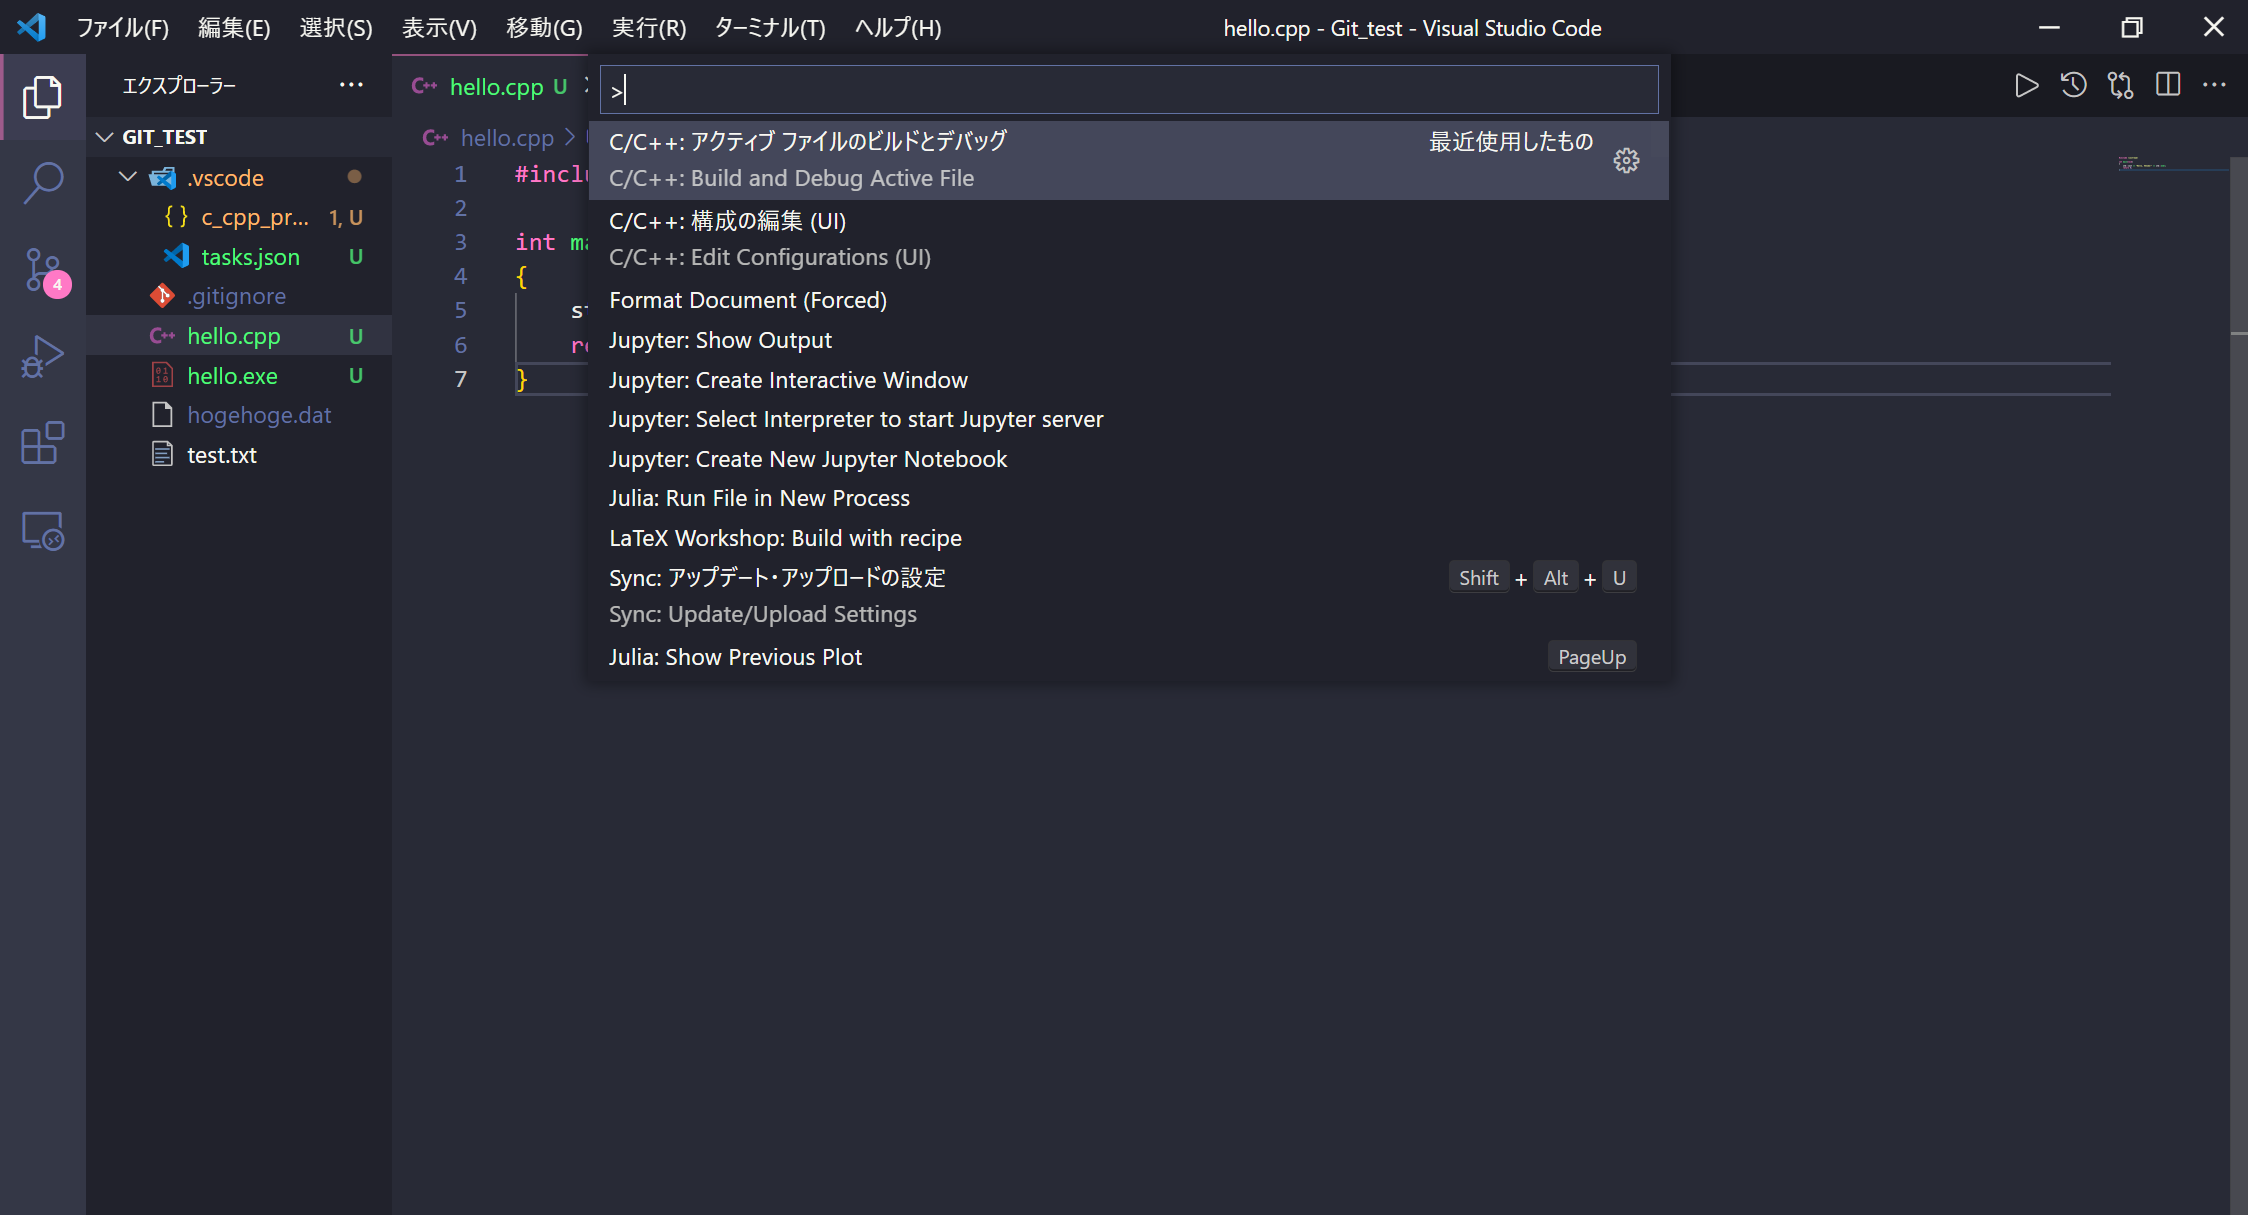 ファイル(F) 編集(E) 選択(S) 表示(V) 移動(G) 実行(R) ターミナル(T) ヘルプ(H) hello.cpp - Git_test - Visual Studio Code
エクスプローラー ···
GIT_TEST
.vscode
c_cpp_pr... 1, U
tasks.json U
.gitignore
hello.cpp U
hello.exe U
hogehoge.dat
test.txt
4
hello.cpp U
hello.cpp
1 #inclu
2
3 int ma
4 {
5 st
6 re
7 }
>
C/C++: アクティブ ファイルのビルドとデバッグ 最近使用したもの
C/C++: Build and Debug Active File
C/C++: 構成の編集 (UI)
C/C++: Edit Configurations (UI)
Format Document (Forced)
Jupyter: Show Output
Jupyter: Create Interactive Window
Jupyter: Select Interpreter to start Jupyter server
Jupyter: Create New Jupyter Notebook
Julia: Run File in New Process
LaTeX Workshop: Build with recipe
Sync: アップデート・アップロードの設定 Shift + Alt + U
Sync: Update/Upload Settings
Julia: Show Previous Plot PageUp